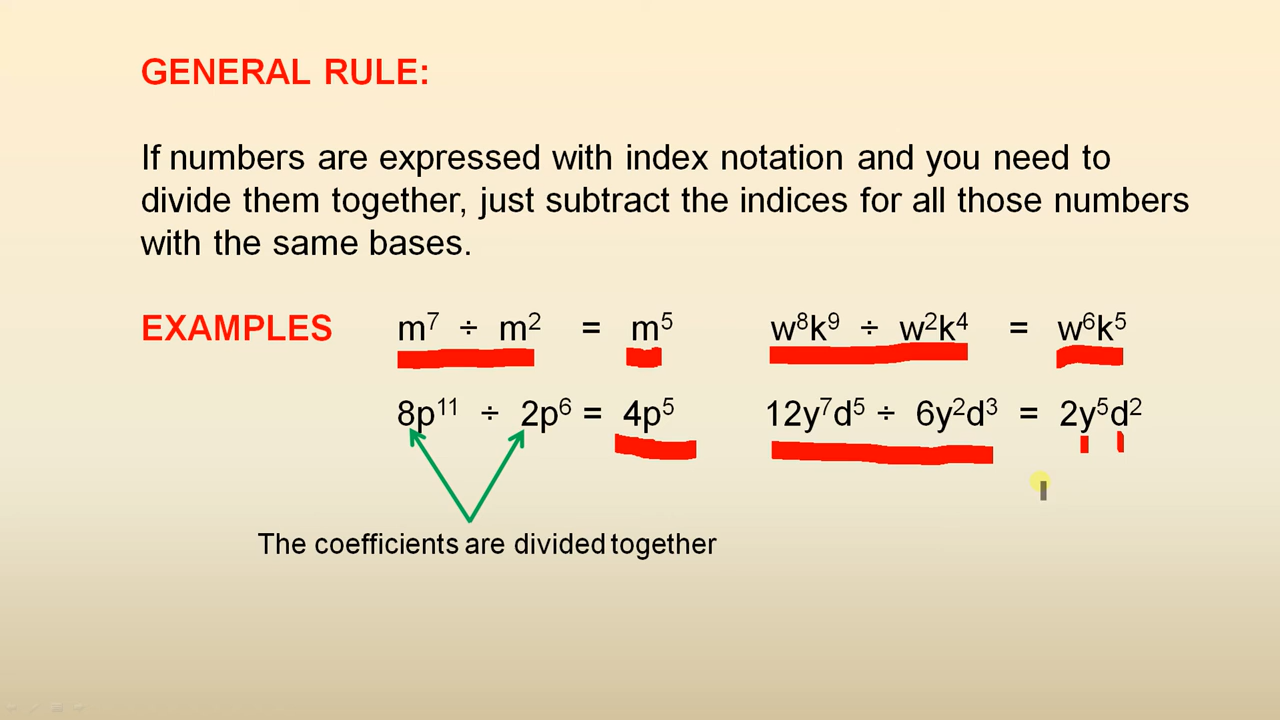 GENERAL RULE:
If numbers are expressed with index notation and you need to
divide them together, just subtract the indices for all those numbers
with the same bases.
EXAMPLES m⁷ ÷ m² = m⁵ w⁸k⁹ ÷ w²k⁴ = w⁶k⁵
8p¹¹ ÷ 2p⁶ = 4p⁵ 12y⁷d⁵ ÷ 6y²d³ = 2y⁵d²
The coefficients are divided together